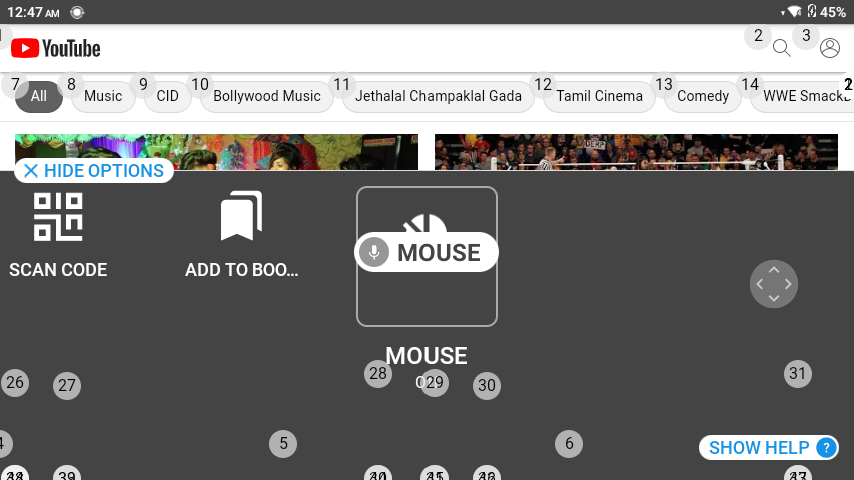 12:47 AM
45%
YouTube
2
3
7
8
9
10
11
12
13
14
All
Music
CID
Bollywood Music
Jethalal Champaklal Gada
Tamil Cinema
Comedy
WWE Smack
HIDE OPTIONS
SCAN CODE
ADD TO BOO...
MOUSE
MOUSE
26
27
28
29
30
31
5
6
SHOW HELP ?
39